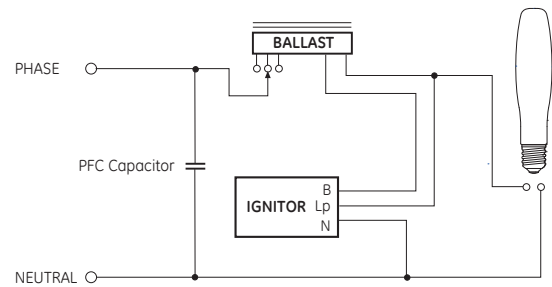 BALLAST
PHASE
PFC Capacitor
B
IGNITOR Lp
N
NEUTRAL